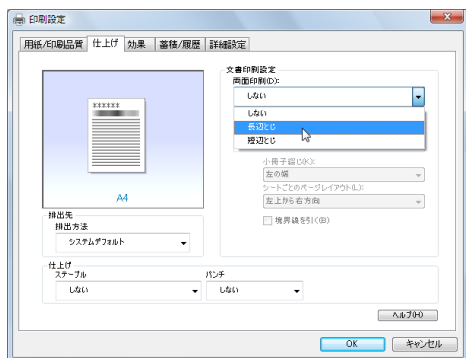 印刷設定
用紙/印刷品質 仕上げ 効果 蓄積/履歴 詳細設定
xxxxxx
A4
排出先
排出方法
システムデフォルト
文書印刷設定
両面印刷(D):
しない
しない
長辺とじ
短辺とじ
小冊子綴じ(K):
左の端
シートごとのページレイアウト(L):
左上から右方向
境界線を引く(B)
仕上げ
ステープル
しない
パンチ
しない
ヘルプ(H)
OK キャンセル